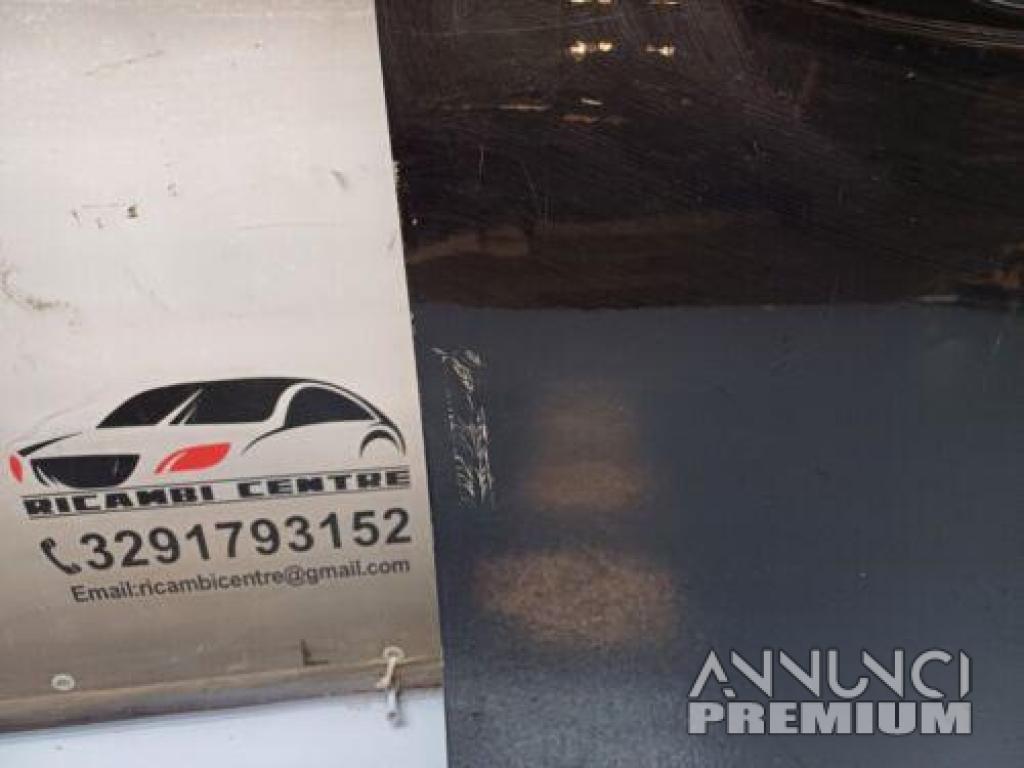 RICAMBI CENTRE
3291793152
Email:ricambicentre@gmail.com
ANNUNCI
PREMIUM